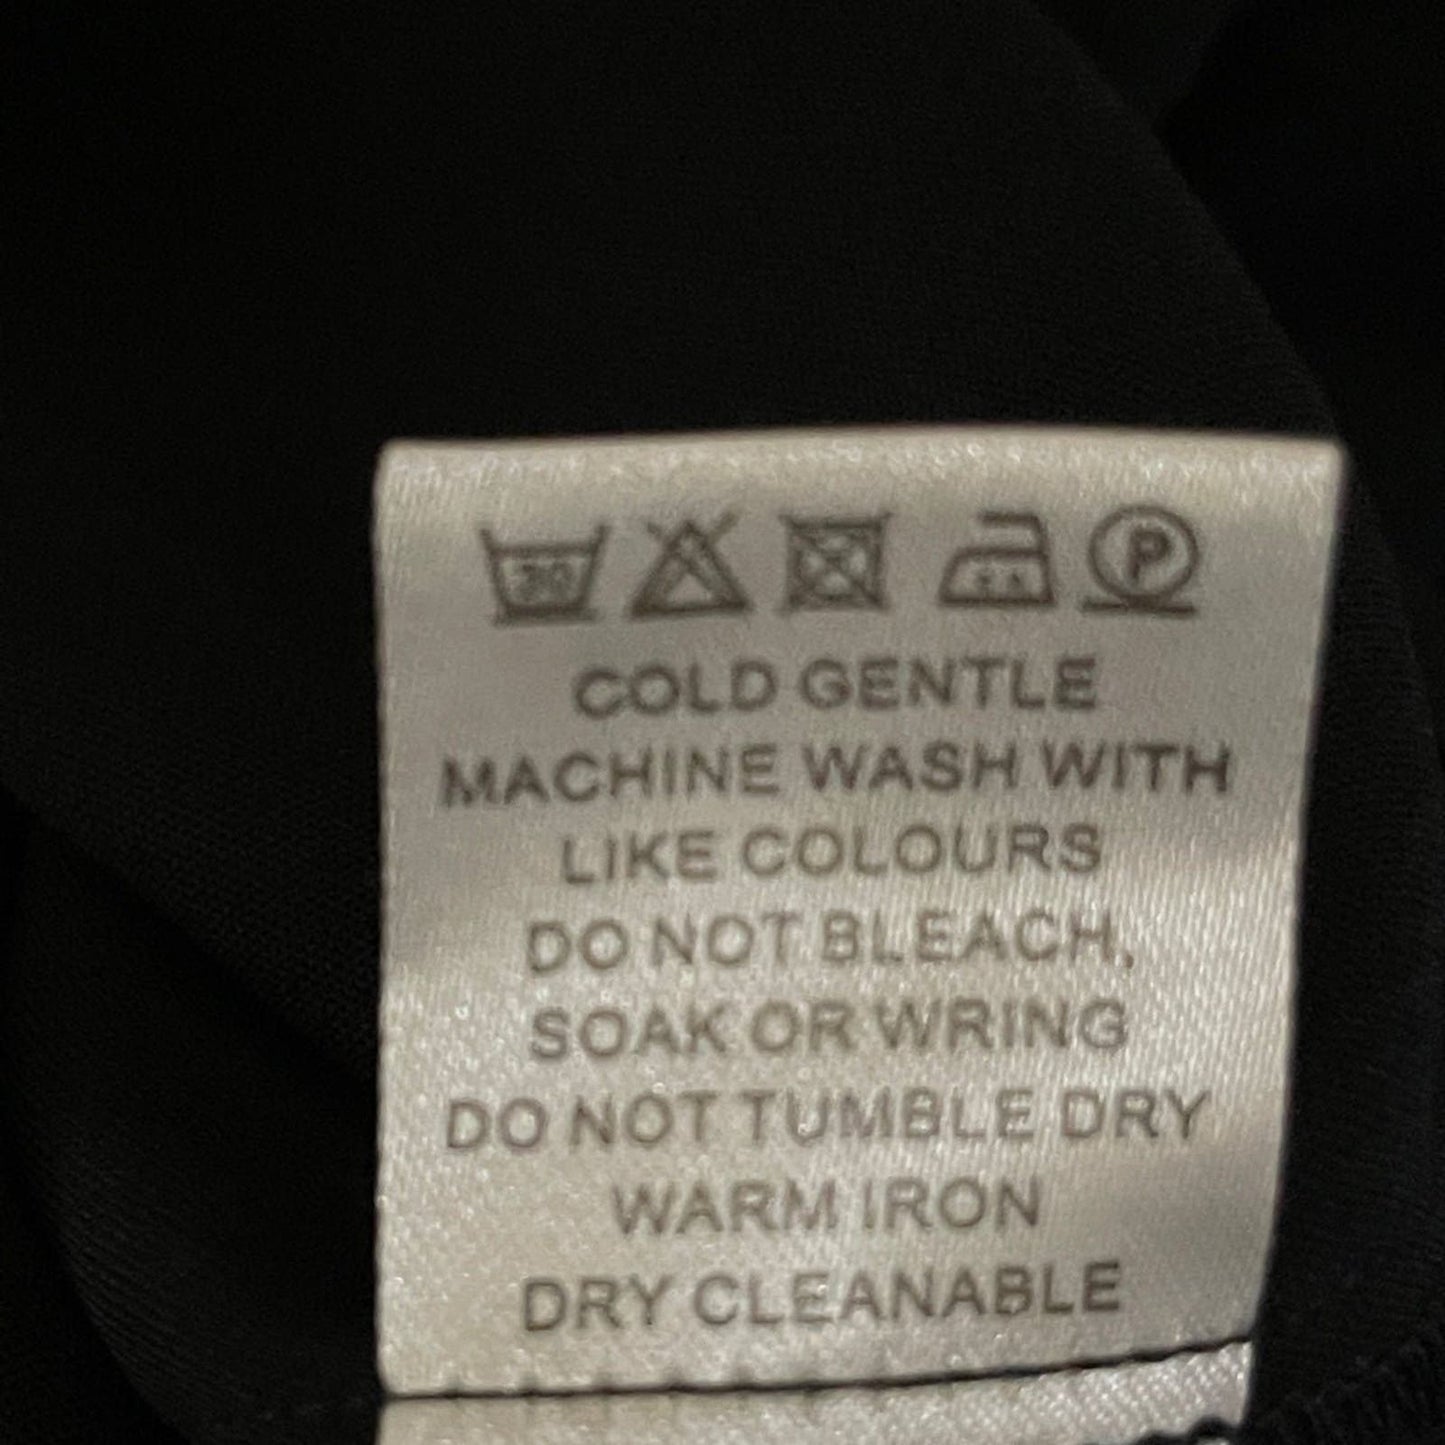 30 P
COLD GENTLE
MACHINE WASH WITH
LIKE COLOURS
DO NOT BLEACH,
SOAK OR WRING
DO NOT TUMBLE DRY
WARM IRON
DRY CLEANABLE